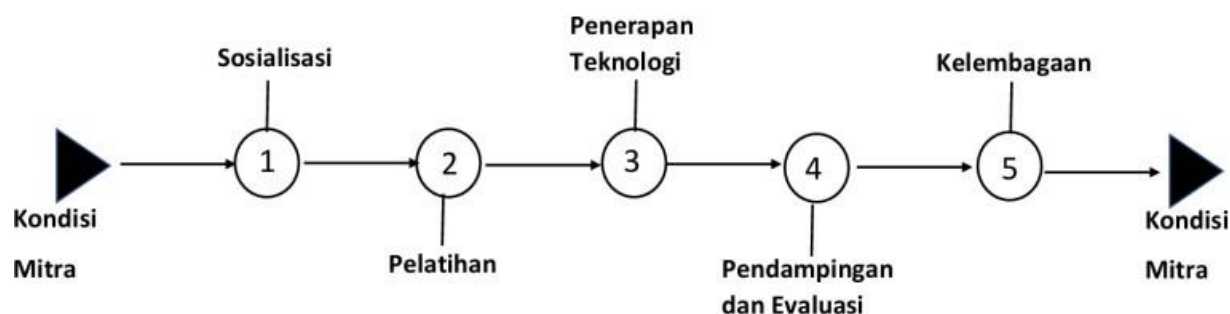 Sosialisasi
Penerapan
Teknologi
Kelembagaan
1
2
3
4
5
Kondisi
Mitra
Pelatihan
Pendampingan
dan Evaluasi
Kondisi
Mitra